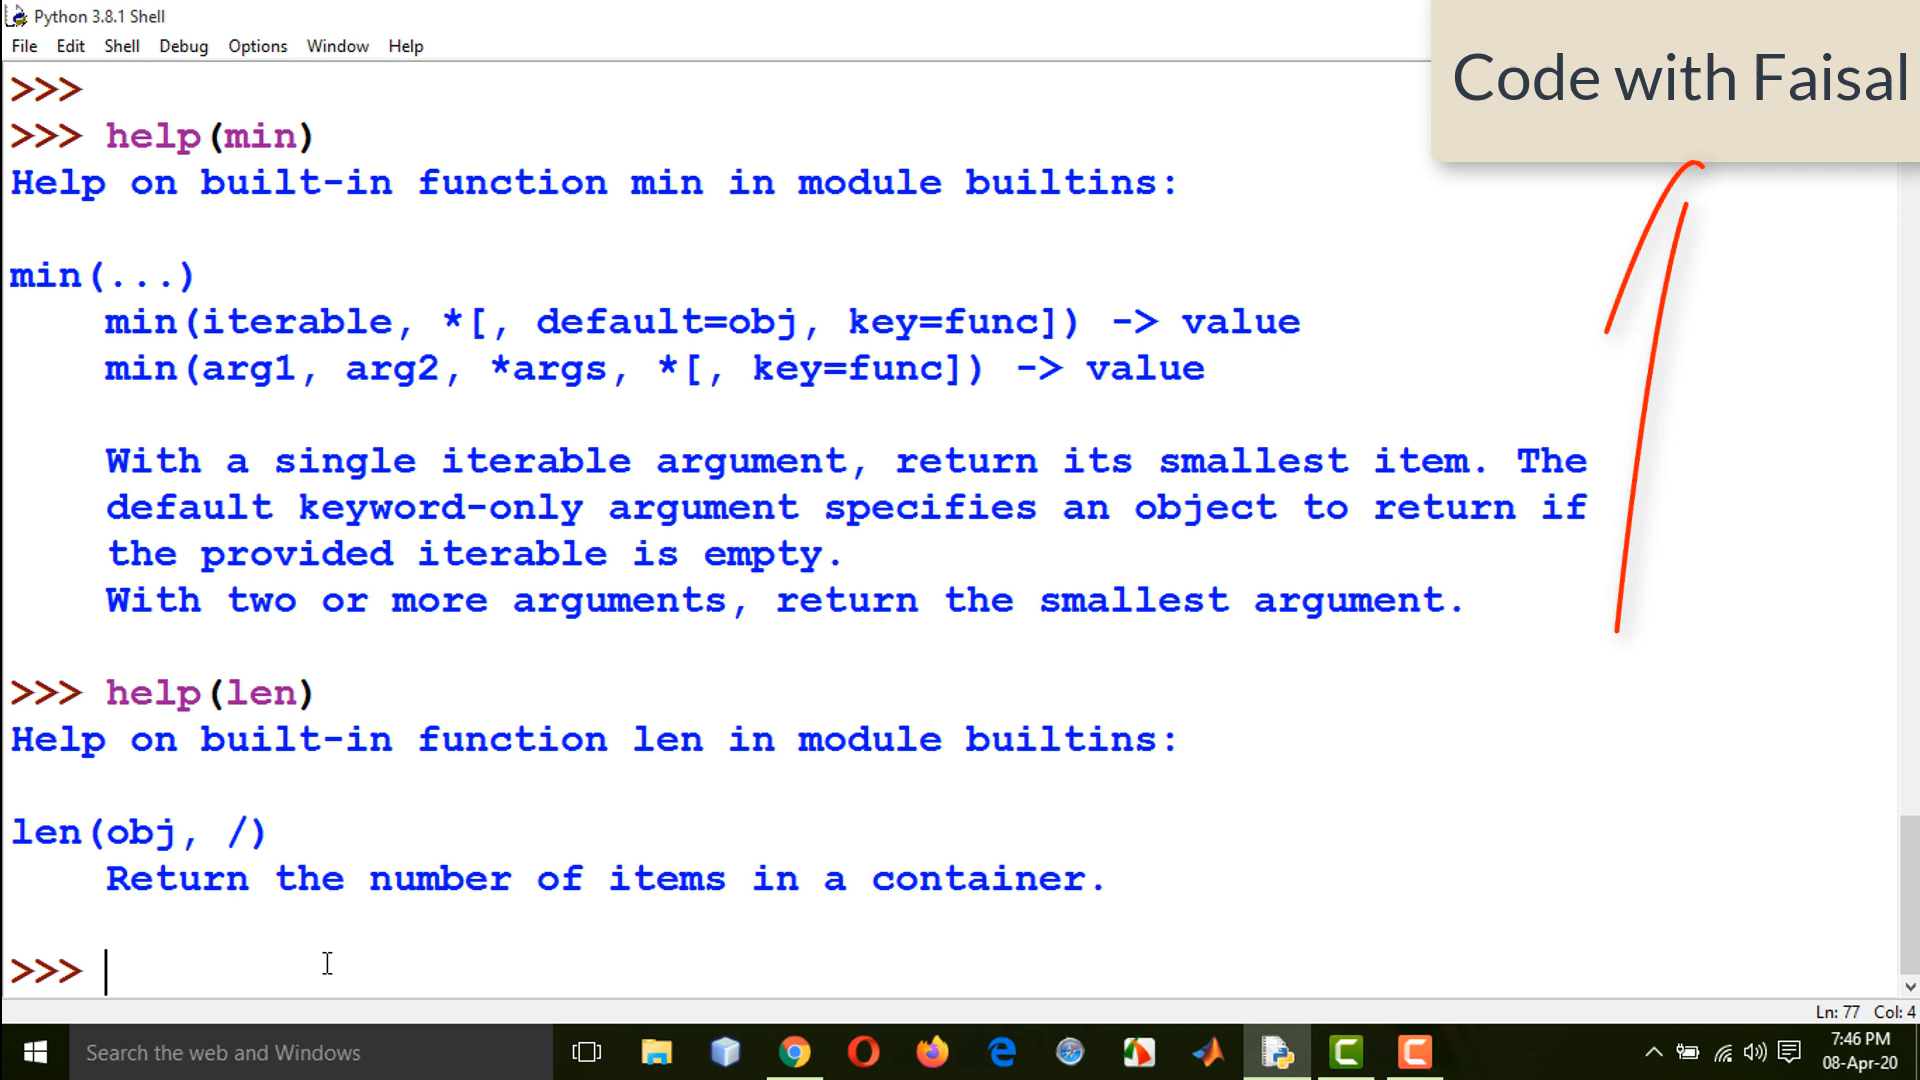 Python 3.8.1 Shell
File Edit Shell Debug Options Window Help
Code with Faisal
>>>
>>> help(min)
Help on built-in function min in module builtins:
min(...)
min(iterable, *[, default=obj, key=func]) -> value
min(arg1, arg2, *args, *[, key=func]) -> value
With a single iterable argument, return its smallest item. The
default keyword-only argument specifies an object to return if
the provided iterable is empty.
With two or more arguments, return the smallest argument.
>>> help(len)
Help on built-in function len in module builtins:
len(obj, /)
Return the number of items in a container.
>>>
Ln: 77 Col: 4
Search the web and Windows
7:46 PM
08-Apr-20